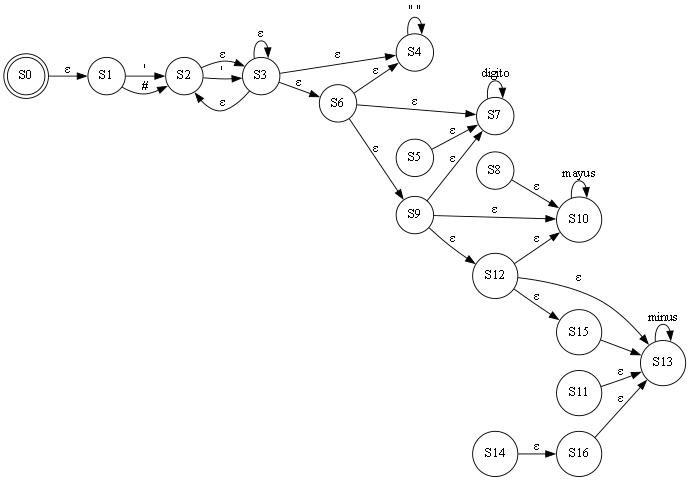 " "
ε
ε
ε
S4
S0
ε
S1
'
S2
'
S3
ε
ε
#
ε
S6
ε
digito
S7
ε
S5
ε
ε
ε
S8
ε
mayus
S10
S9
ε
ε
S12
ε
ε
ε
minus
S15
S13
S11
ε
ε
S14
ε
S16